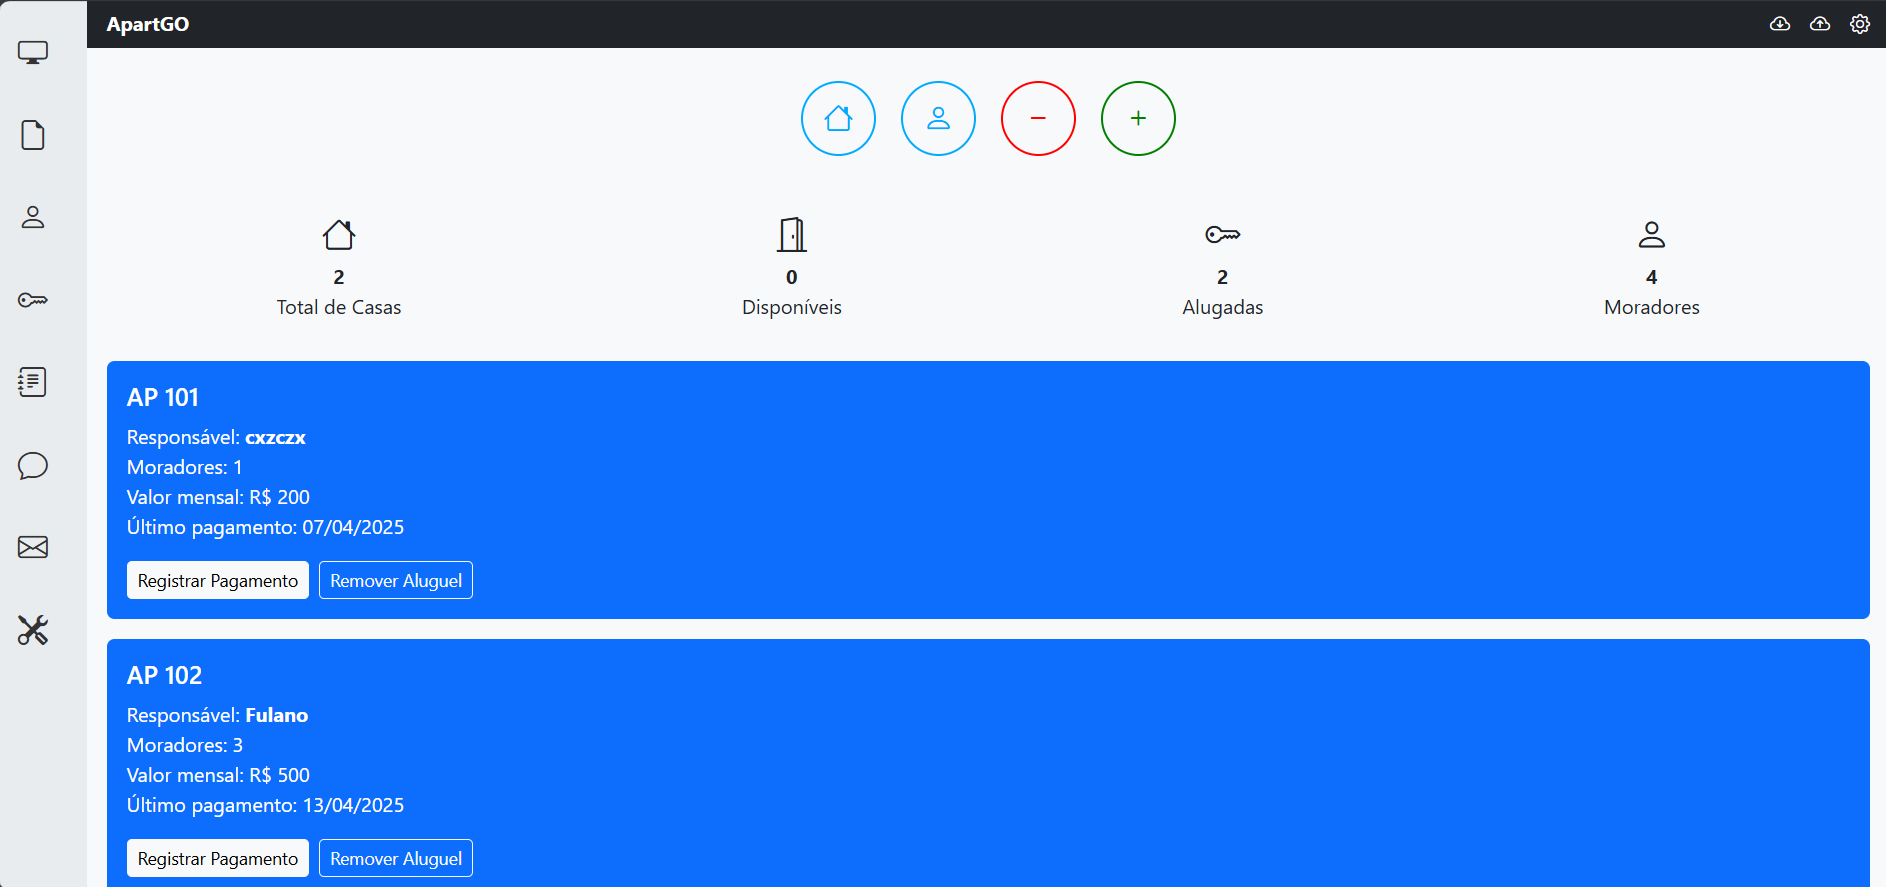 ApartGO
2
Total de Casas
0
Disponíveis
2
Alugadas
4
Moradores
AP 101
Responsável: cxzczx
Moradores: 1
Valor mensal: R$ 200
Último pagamento: 07/04/2025
Registrar Pagamento
Remover Aluguel
AP 102
Responsável: Fulano
Moradores: 3
Valor mensal: R$ 500
Último pagamento: 13/04/2025
Registrar Pagamento
Remover Aluguel